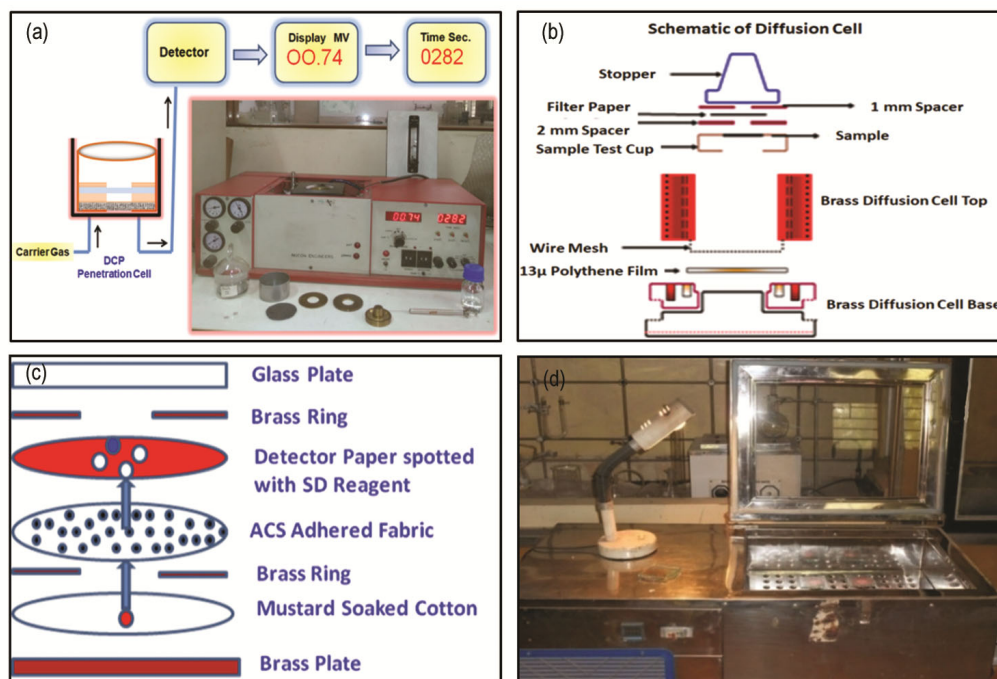 (a)
Detector
Display MV
OO.74
Time Sec.
0282
Carrier Gas
DCP
Penetration Cell
0074 0282
(b)
Schematic of Diffusion Cell
Stopper
Filter Paper
1 mm Spacer
2 mm Spacer
Sample
Sample Test Cup
Brass Diffusion Cell Top
Wire Mesh
13µ Polythene Film
Brass Diffusion Cell Base
(c)
Glass Plate
Brass Ring
Detector Paper spotted
with SD Reagent
ACS Adhered Fabric
Brass Ring
Mustard Soaked Cotton
Brass Plate
(d)